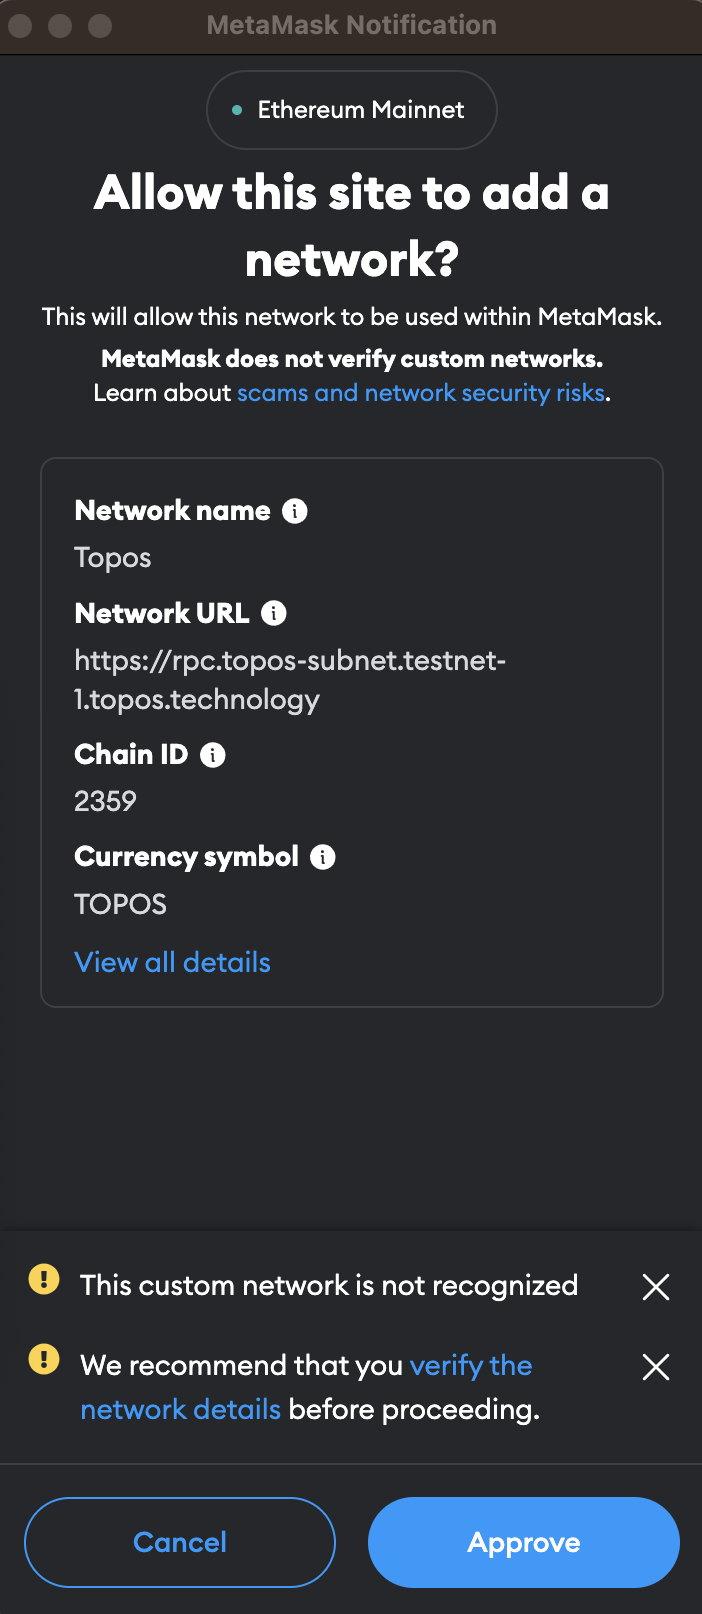 MetaMask Notification
Ethereum Mainnet
Allow this site to add a
network?
This will allow this network to be used within MetaMask.
MetaMask does not verify custom networks.
Learn about scams and network security risks.
Network name
Topos
Network URL
https://rpc.topos-subnet.testnet-
1.topos.technology
Chain ID
2359
Currency symbol
TOPOS
View all details
This custom network is not recognized
We recommend that you verify the
network details before proceeding.
Cancel
Approve